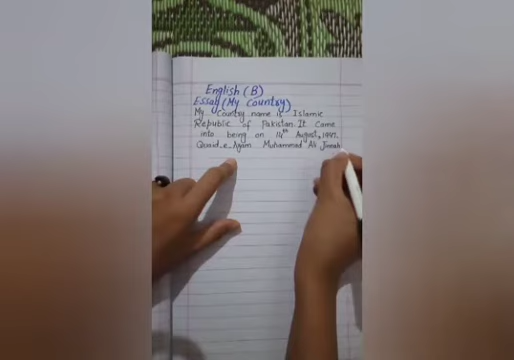 English (B)
Essay (My Country)
My Country name is Islamic
Republic of Pakistan. It came
into being on 14th August, 1947.
Quaid-e-Azam Muhammad Ali Jinnah